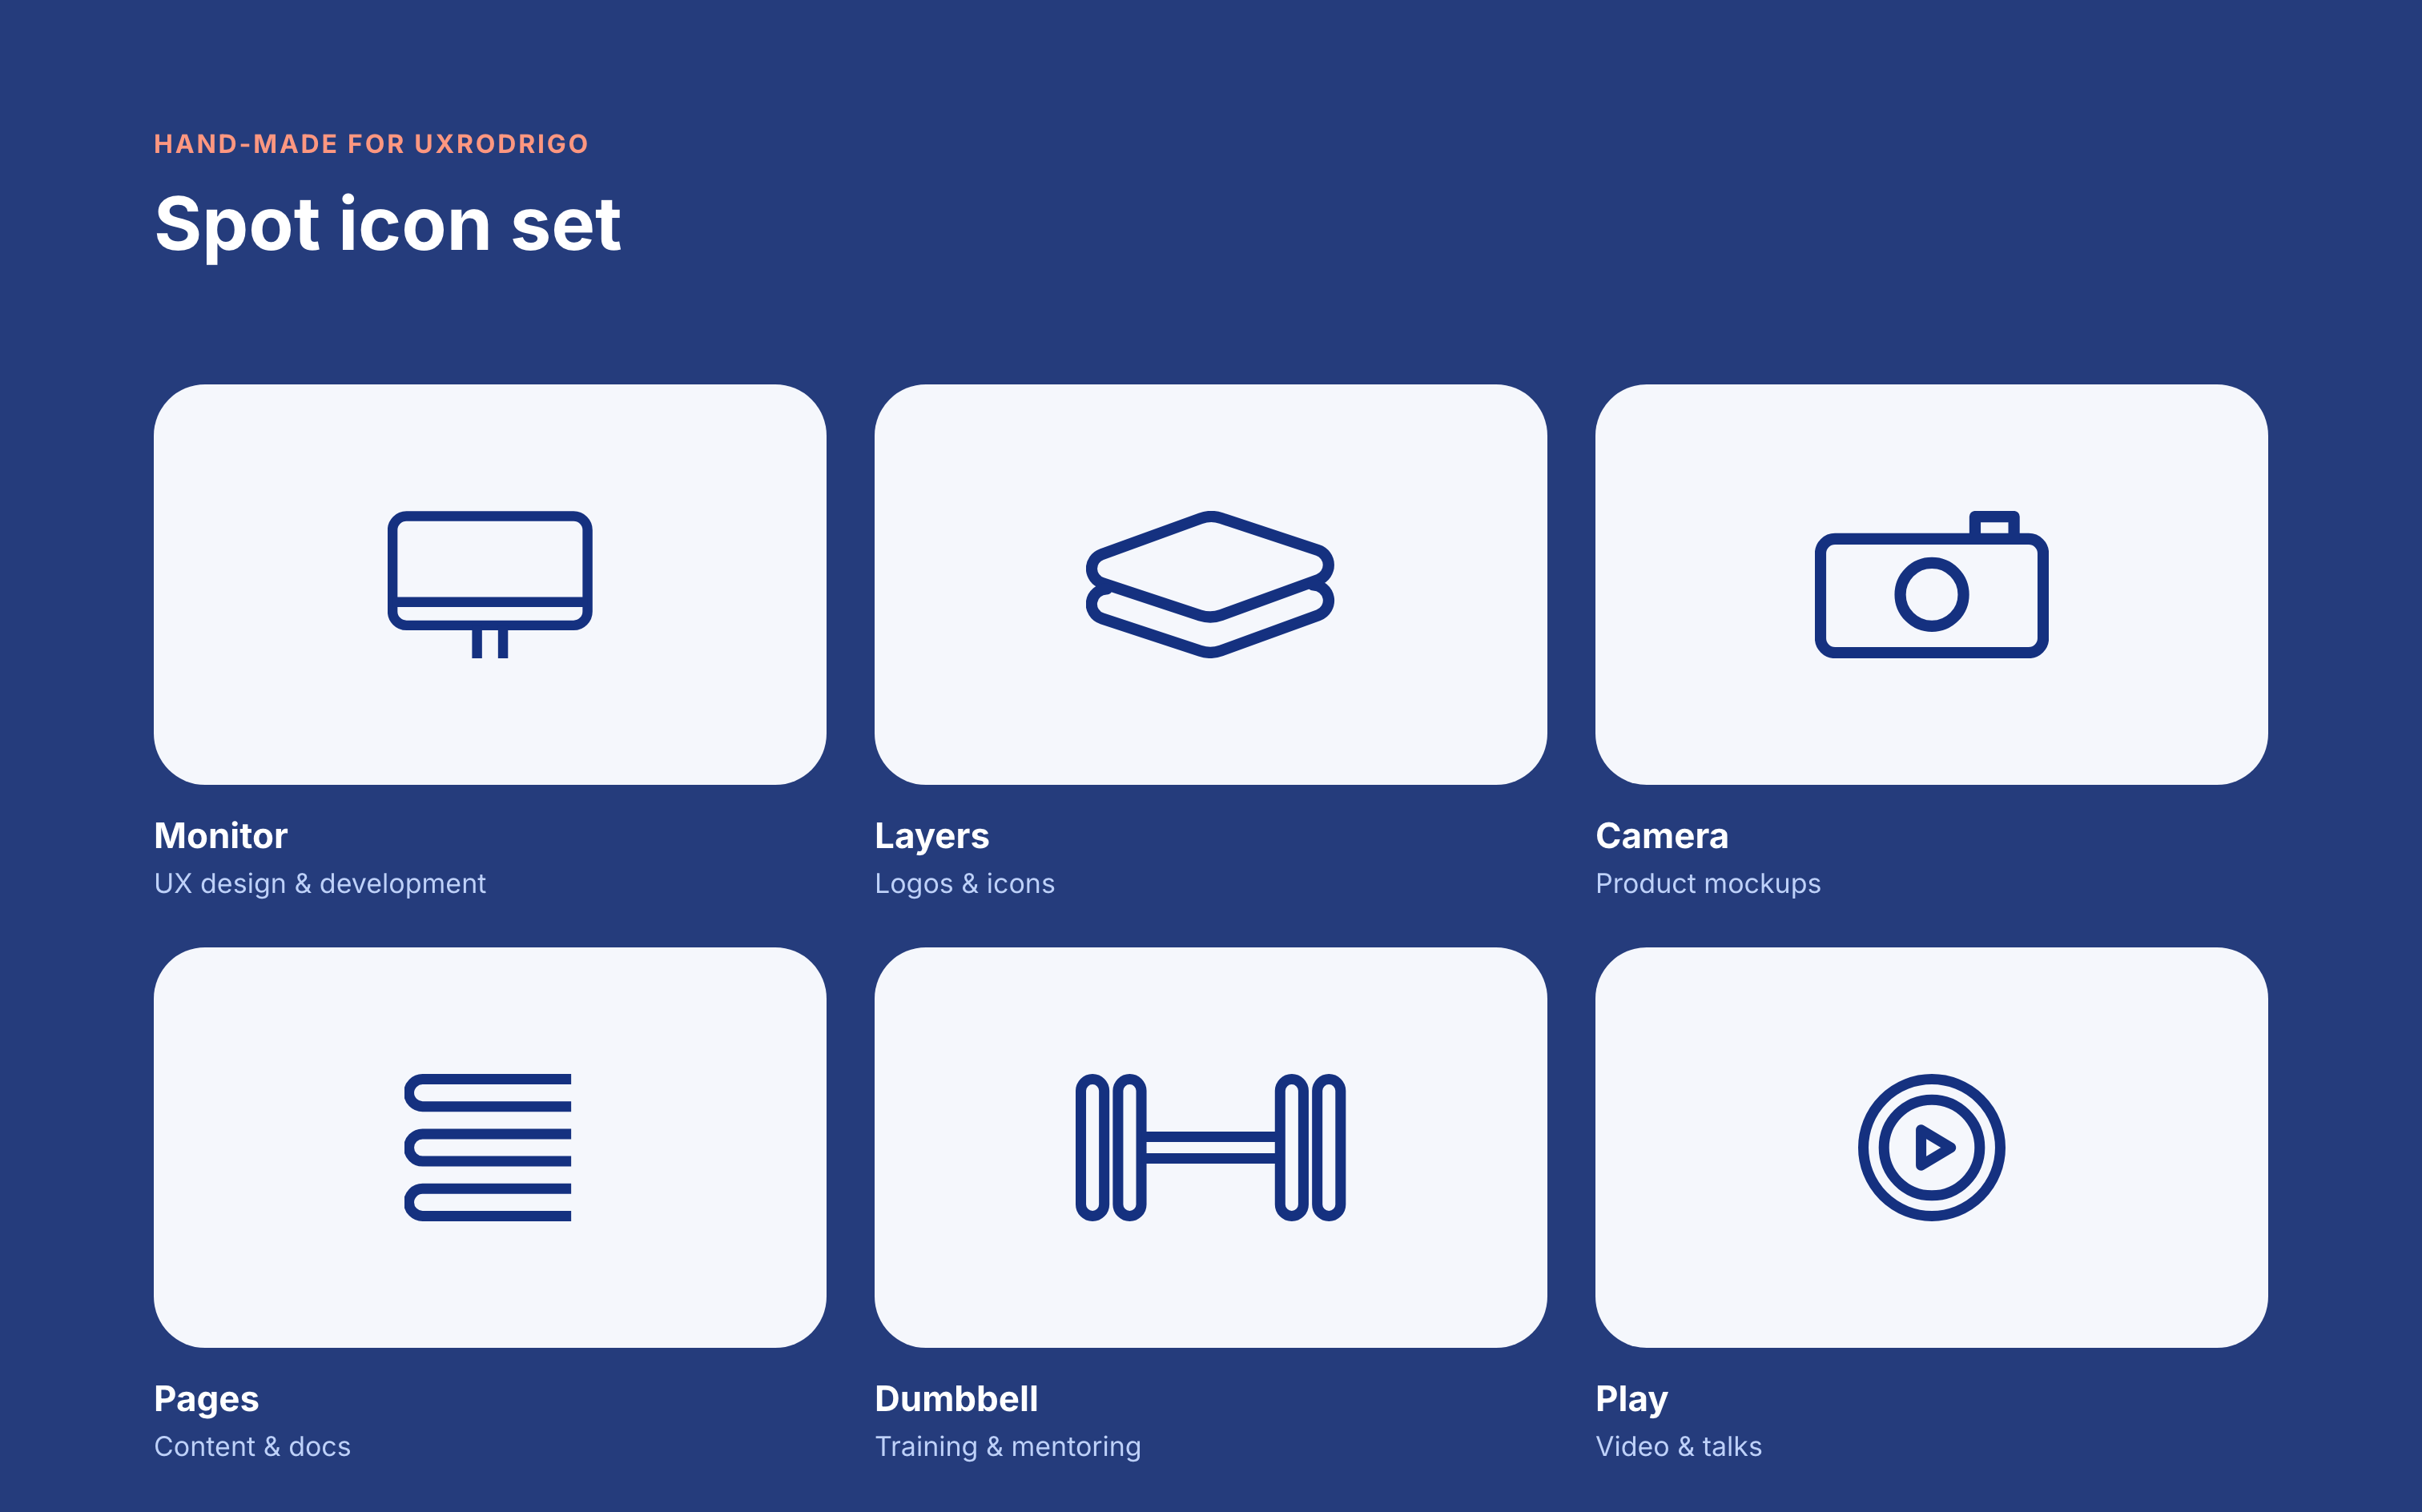 HAND-MADE FOR UXRODRIGO
Spot icon set
Monitor
UX design & development
Layers
Logos & icons
Camera
Product mockups
Pages
Content & docs
Dumbbell
Training & mentoring
Play
Video & talks